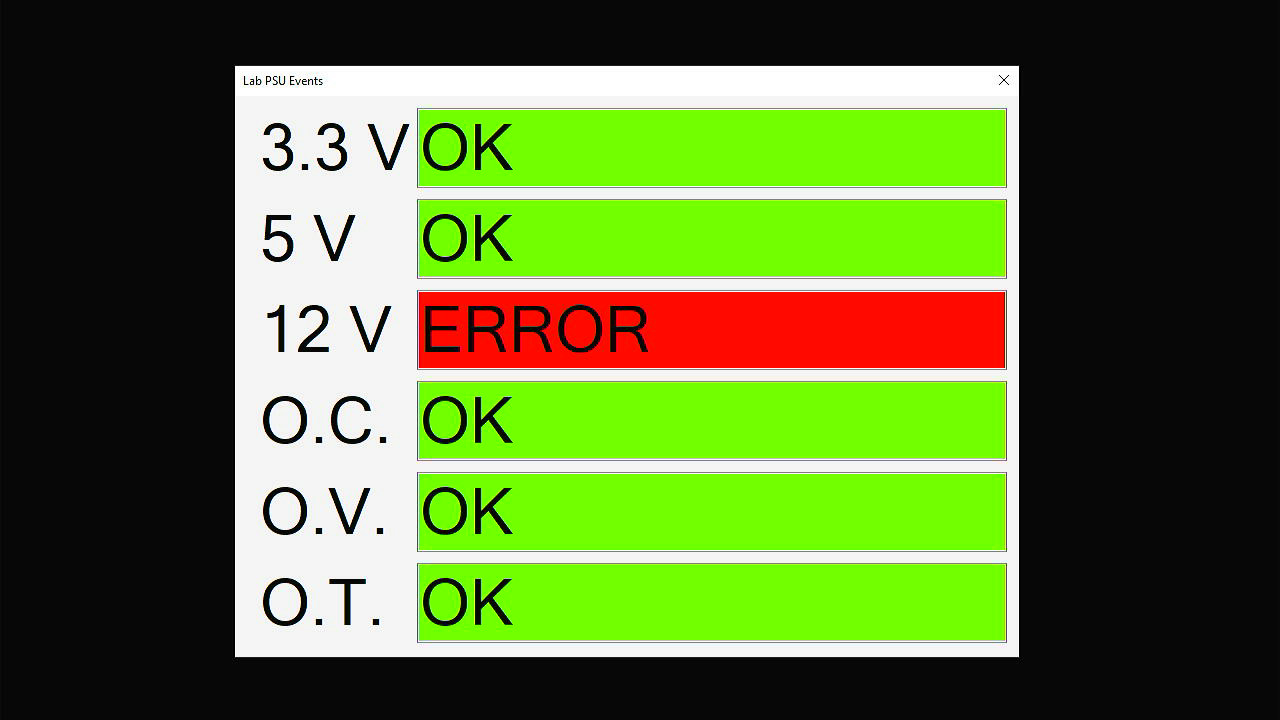 Lab PSU Events
3.3 V OK
5 V OK
12 V ERROR
O.C. OK
O.V. OK
O.T. OK